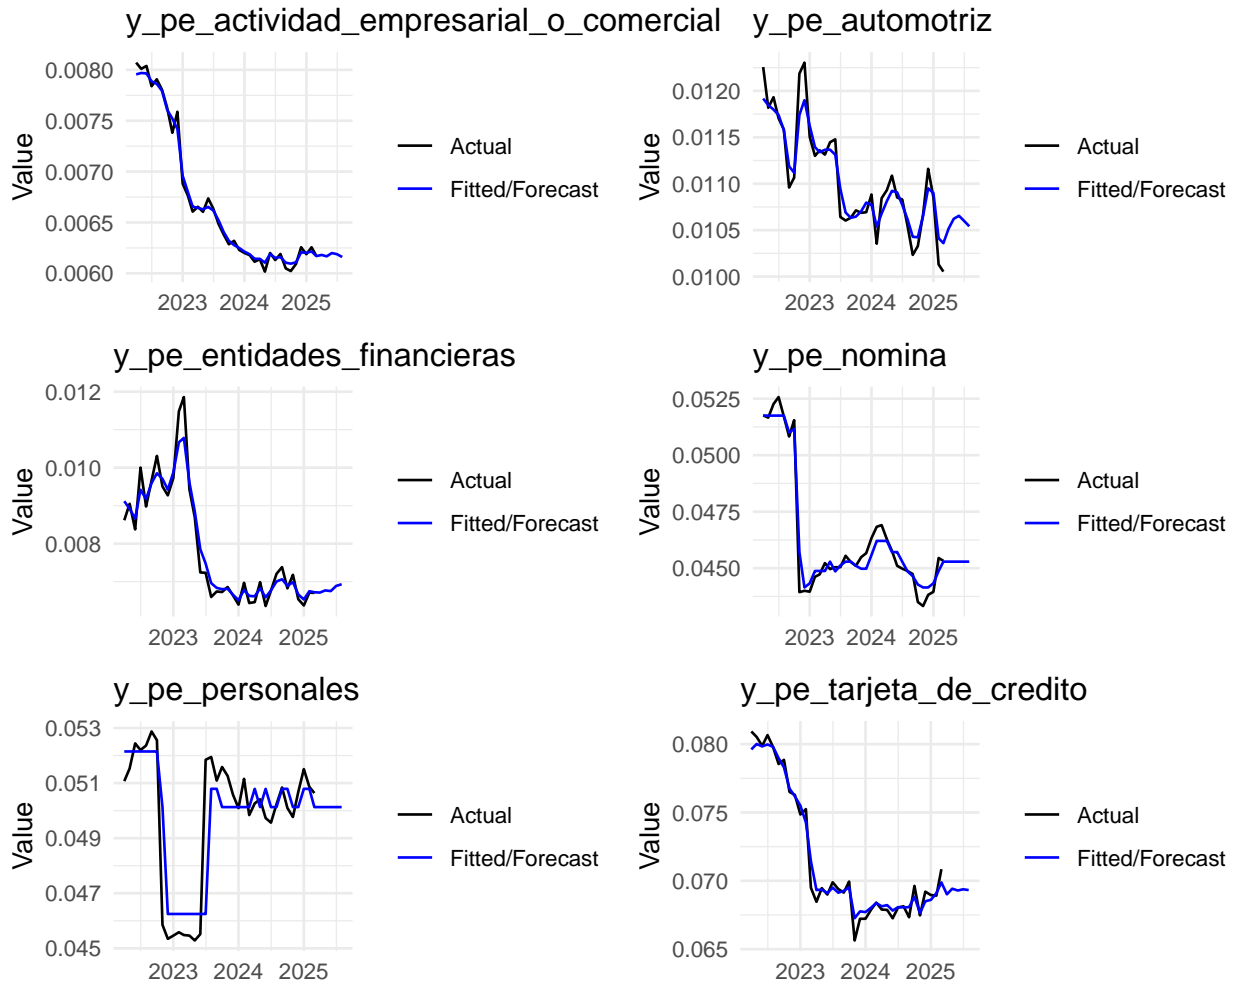 y_pe_actividad_empresarial_o_comercial
Value
0.0080
0.0075
0.0070
0.0065
0.0060
2023 2024 2025
Actual
Fitted/Forecast
y_pe_automotriz
Value
0.0120
0.0115
0.0110
0.0105
0.0100
2023 2024 2025
Actual
Fitted/Forecast
y_pe_entidades_financieras
Value
0.012
0.010
0.008
2023 2024 2025
Actual
Fitted/Forecast
y_pe_nomina
Value
0.0525
0.0500
0.0475
0.0450
2023 2024 2025
Actual
Fitted/Forecast
y_pe_personales
Value
0.053
0.051
0.049
0.047
0.045
2023 2024 2025
Actual
Fitted/Forecast
y_pe_tarjeta_de_credito
Value
0.080
0.075
0.070
0.065
2023 2024 2025
Actual
Fitted/Forecast